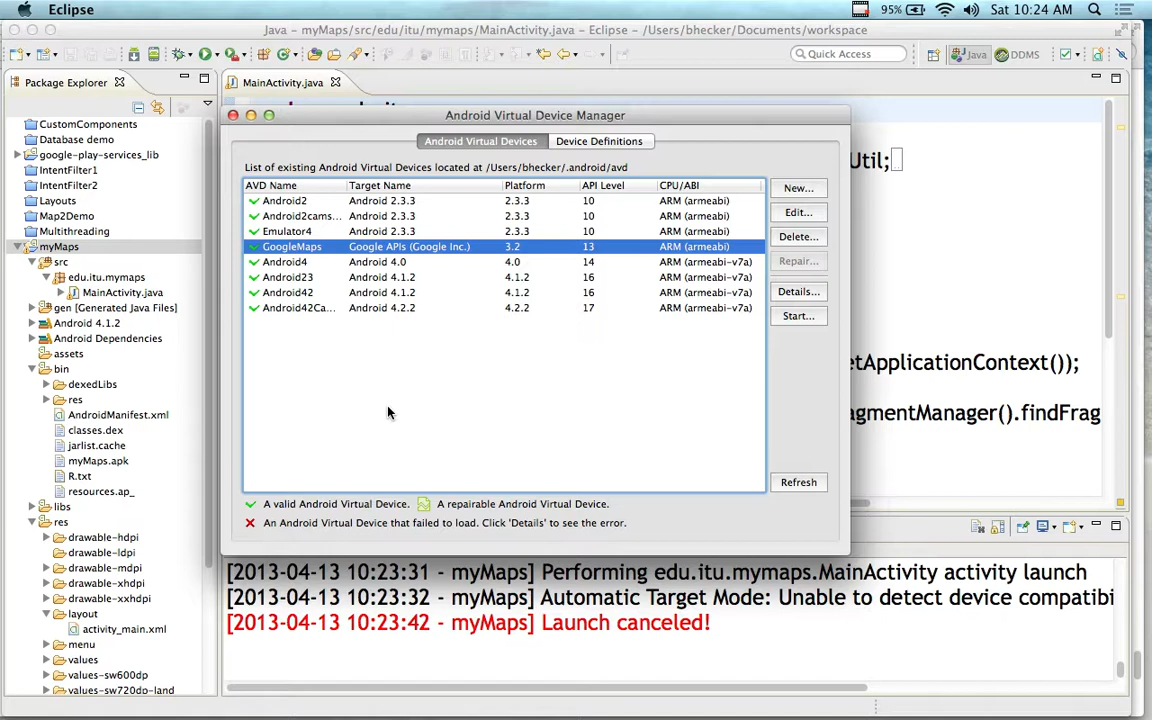 Eclipse
95%
Sat 10:24 AM
Java – myMaps/src/edu/itu/mymaps/MainActivity.java – Eclipse – /Users/bhecker/Documents/workspace
Quick Access
Java
DDMS
Package Explorer
MainActivity.java
CustomComponents
Database demo
google-play-services_lib
IntentFilter1
IntentFilter2
Layouts
Map2Demo
Multithreading
myMaps
src
edu.itu.mymaps
MainActivity.java
gen [Generated Java Files]
Android 4.1.2
Android Dependencies
assets
bin
dexedLibs
res
AndroidManifest.xml
classes.dex
jarlist.cache
myMaps.apk
R.txt
resources.ap_
libs
res
drawable-hdpi
drawable-ldpi
drawable-mdpi
drawable-xhdpi
drawable-xxhdpi
layout
activity_main.xml
menu
values
values-sw600dp
values-sw720dp-land
Android Virtual Device Manager
Android Virtual Devices
Device Definitions
List of existing Android Virtual Devices located at /Users/bhecker/.android/avd
AVD Name Target Name Platform API Level CPU/ABI
Android2 Android 2.3.3 2.3.3 10 ARM (armeabi)
Android2cams... Android 2.3.3 2.3.3 10 ARM (armeabi)
Emulator4 Android 2.3.3 2.3.3 10 ARM (armeabi)
GoogleMaps Google APIs (Google Inc.) 3.2 13 ARM (armeabi)
Android4 Android 4.0 4.0 14 ARM (armeabi-v7a)
Android23 Android 4.1.2 4.1.2 16 ARM (armeabi-v7a)
Android42 Android 4.1.2 4.1.2 16 ARM (armeabi-v7a)
Android42Ca... Android 4.2.2 4.2.2 17 ARM (armeabi-v7a)
New...
Edit...
Delete...
Repair...
Details...
Start...
Refresh
A valid Android Virtual Device. A repairable Android Virtual Device.
An Android Virtual Device that failed to load. Click 'Details' to see the error.
Util;
etApplicationContext());
agmentManager().findFrag
[2013-04-13 10:23:31 - myMaps] Performing edu.itu.mymaps.MainActivity activity launch
[2013-04-13 10:23:32 - myMaps] Automatic Target Mode: Unable to detect device compatibi
[2013-04-13 10:23:42 - myMaps] Launch canceled!